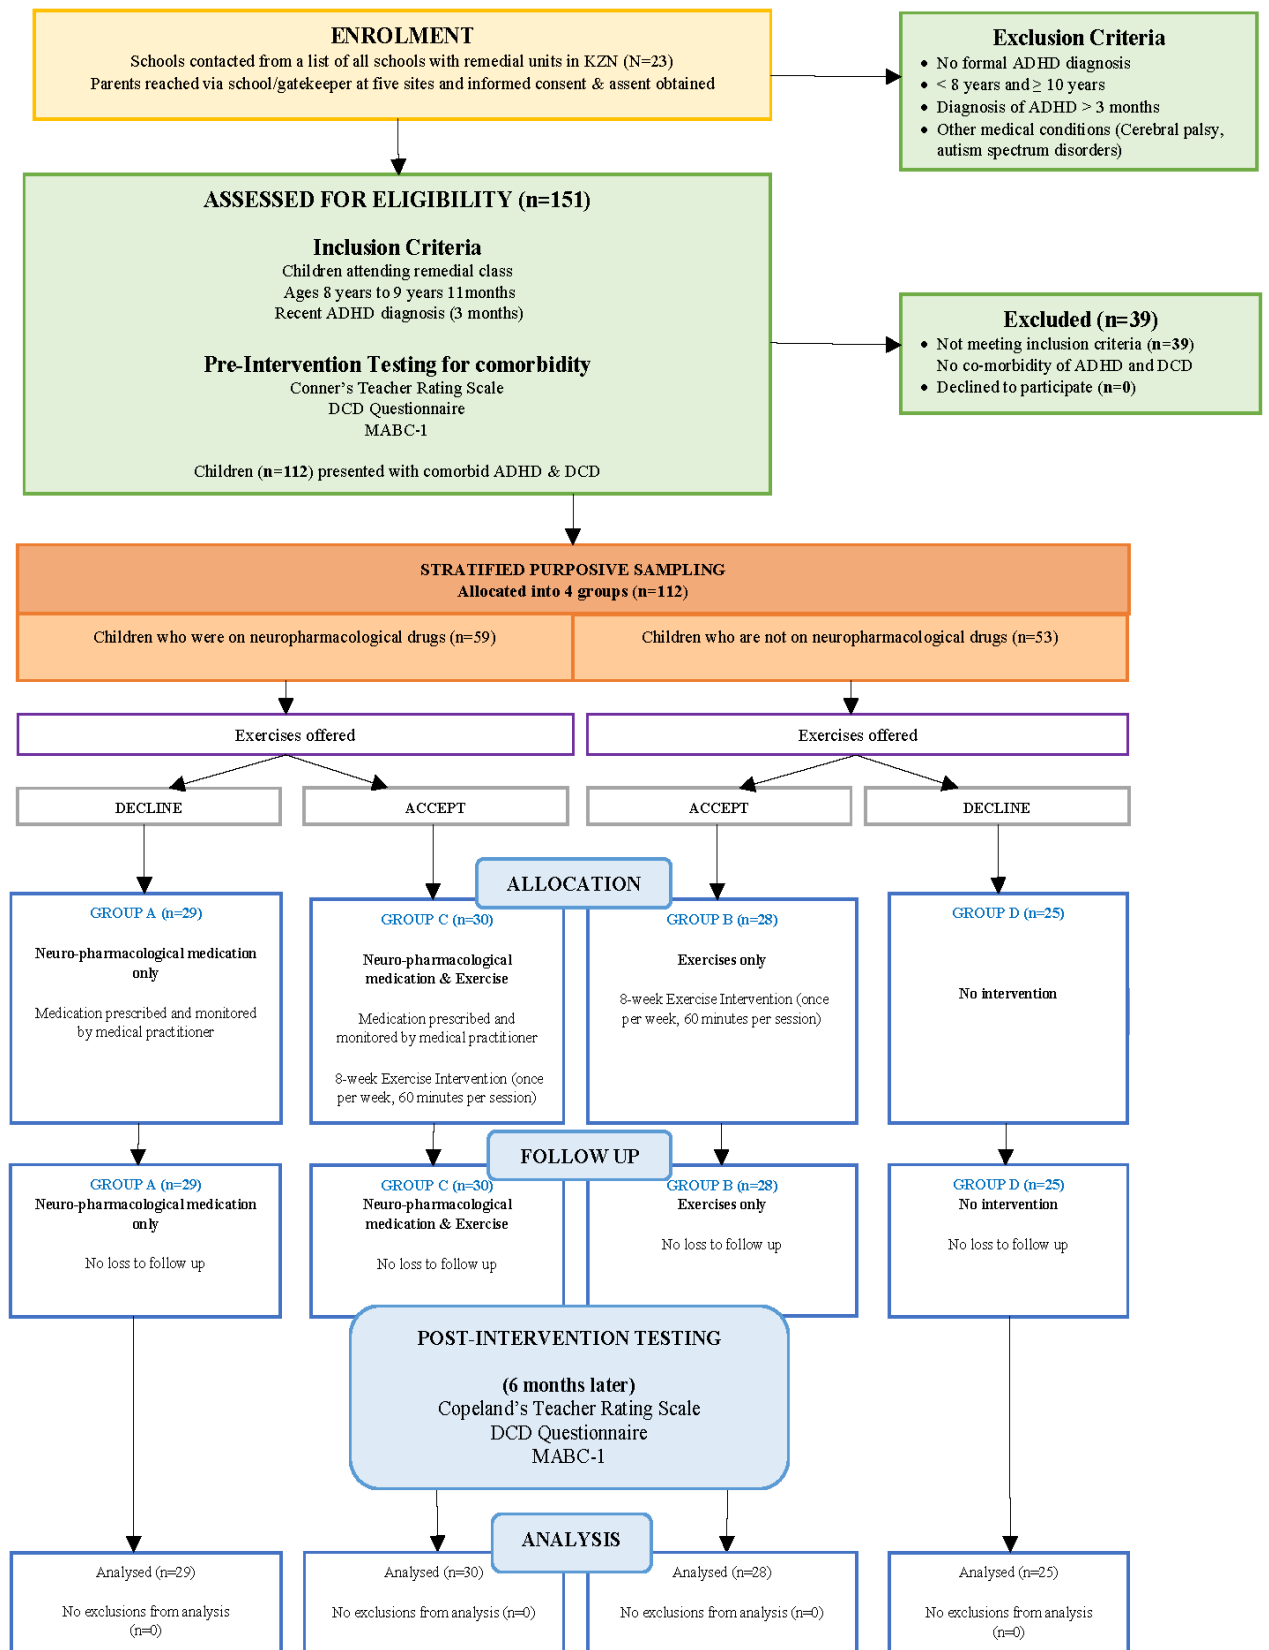 ENROLMENT
Schools contacted from a list of all schools with remedial units in KZN (N=23)
Parents reached via school/gatekeeper at five sites and informed consent & assent obtained
Exclusion Criteria
• No formal ADHD diagnosis
• < 8 years and ≥ 10 years
• Diagnosis of ADHD > 3 months
• Other medical conditions (Cerebral palsy,
autism spectrum disorders)
ASSESSED FOR ELIGIBILITY (n=151)
Inclusion Criteria
Children attending remedial class
Ages 8 years to 9 years 11months
Recent ADHD diagnosis (3 months)
Pre-Intervention Testing for comorbidity
Conner's Teacher Rating Scale
DCD Questionnaire
MABC-1
Children (n=112) presented with comorbid ADHD & DCD
Excluded (n=39)
• Not meeting inclusion criteria (n=39)
No co-morbidity of ADHD and DCD
• Declined to participate (n=0)
STRATIFIED PURPOSIVE SAMPLING
Allocated into 4 groups (n=112)
Children who were on neuropharmacological drugs (n=59)
Children who are not on neuropharmacological drugs (n=53)
Exercises offered
Exercises offered
DECLINE
ACCEPT
ACCEPT
DECLINE
ALLOCATION
GROUP A (n=29)
Neuro-pharmacological medication
only
Medication prescribed and monitored
by medical practitioner
GROUP C (n=30)
Neuro-pharmacological
medication & Exercise
Medication prescribed and
monitored by medical practitioner
8-week Exercise Intervention (once
per week, 60 minutes per session)
GROUP B (n=28)
Exercises only
8-week Exercise Intervention (once
per week, 60 minutes per session)
GROUP D (n=25)
No intervention
FOLLOW UP
GROUP A (n=29)
Neuro-pharmacological medication
only
No loss to follow up
GROUP C (n=30)
Neuro-pharmacological
medication & Exercise
No loss to follow up
GROUP B (n=28)
Exercises only
No loss to follow up
GROUP D (n=25)
No intervention
No loss to follow up
POST-INTERVENTION TESTING
(6 months later)
Copeland's Teacher Rating Scale
DCD Questionnaire
MABC-1
ANALYSIS
Analysed (n=29)
No exclusions from analysis
(n=0)
Analysed (n=30)
No exclusions from analysis (n=0)
Analysed (n=28)
No exclusions from analysis (n=0)
Analysed (n=25)
No exclusions from analysis
(n=0)